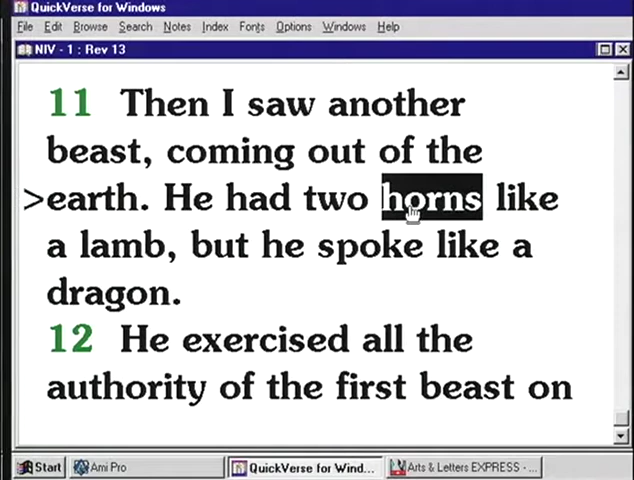 QuickVerse for Windows
File Edit Browse Search Notes Index Fonts Options Windows Help
NIV - 1 : Rev 13
11 Then I saw another
beast, coming out of the
>earth. He had two horns like
a lamb, but he spoke like a
dragon.
12 He exercised all the
authority of the first beast on
Start Ami Pro QuickVerse for Wind... Arts & Letters EXPRESS - ...